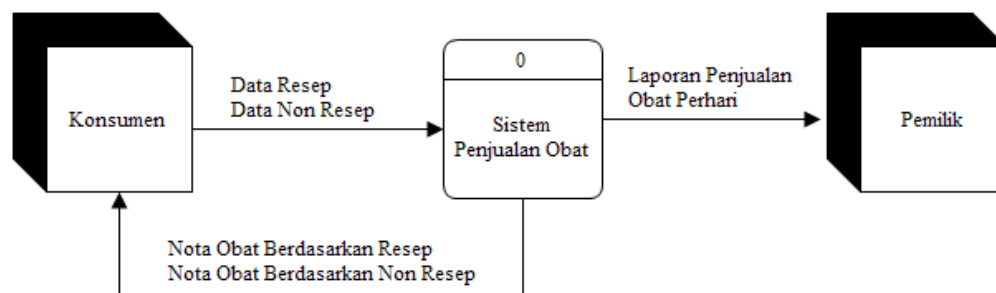 Konsumen
Data Resep
Data Non Resep
0
Sistem
Penjualan Obat
Laporan Penjualan
Obat Perhari
Pemilik
Nota Obat Berdasarkan Resep
Nota Obat Berdasarkan Non Resep